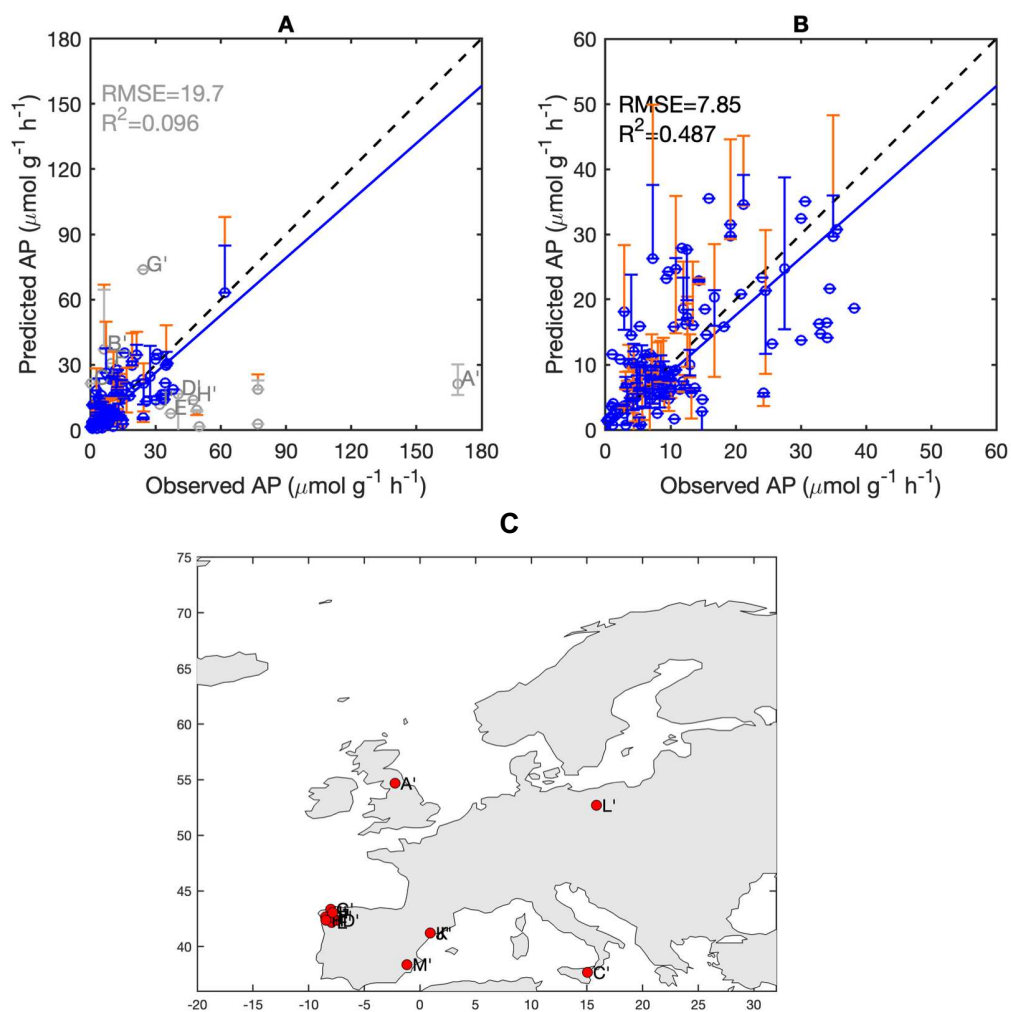 A
180
150
120
90
60
30
0
RMSE=19.7
R²=0.096
G'
B'
D'
H'
E'
A'
0 30 60 90 120 150 180
Observed AP (μmol g⁻¹ h⁻¹)
Predicted AP (μmol g⁻¹ h⁻¹)
B
60
50
40
30
20
10
0
RMSE=7.85
R²=0.487
0 10 20 30 40 50 60
Observed AP (μmol g⁻¹ h⁻¹)
Predicted AP (μmol g⁻¹ h⁻¹)
C
75
70
65
60
55
50
45
40
A'
L'
G'
D'
M'
C'
-20 -15 -10 -5 0 5 10 15 20 25 30